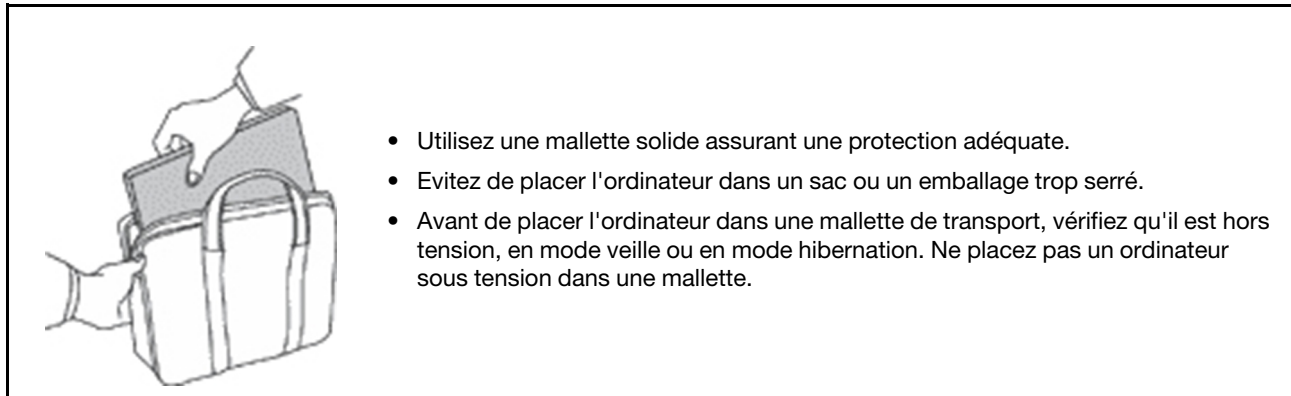 • Utilisez une mallette solide assurant une protection adéquate.
• Evitez de placer l'ordinateur dans un sac ou un emballage trop serré.
• Avant de placer l'ordinateur dans une mallette de transport, vérifiez qu'il est hors
tension, en mode veille ou en mode hibernation. Ne placez pas un ordinateur
sous tension dans une mallette.